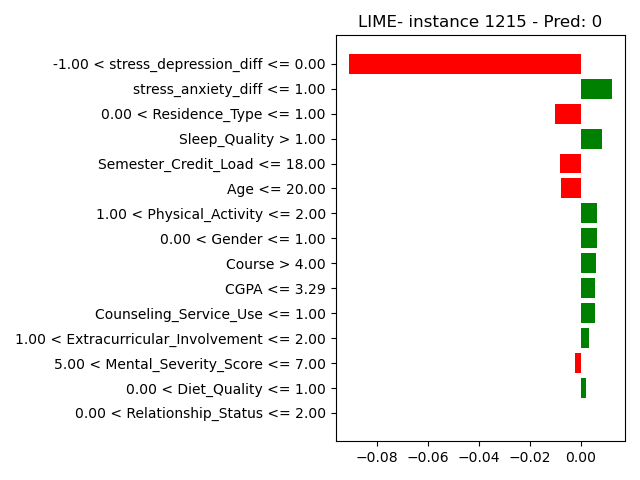 LIME- instance 1215 - Pred: 0
-1.00 < stress_depression_diff <= 0.00
stress_anxiety_diff <= 1.00
0.00 < Residence_Type <= 1.00
Sleep_Quality > 1.00
Semester_Credit_Load <= 18.00
Age <= 20.00
1.00 < Physical_Activity <= 2.00
0.00 < Gender <= 1.00
Course > 4.00
CGPA <= 3.29
Counseling_Service_Use <= 1.00
1.00 < Extracurricular_Involvement <= 2.00
5.00 < Mental_Severity_Score <= 7.00
0.00 < Diet_Quality <= 1.00
0.00 < Relationship_Status <= 2.00
−0.08 −0.06 −0.04 −0.02 0.00